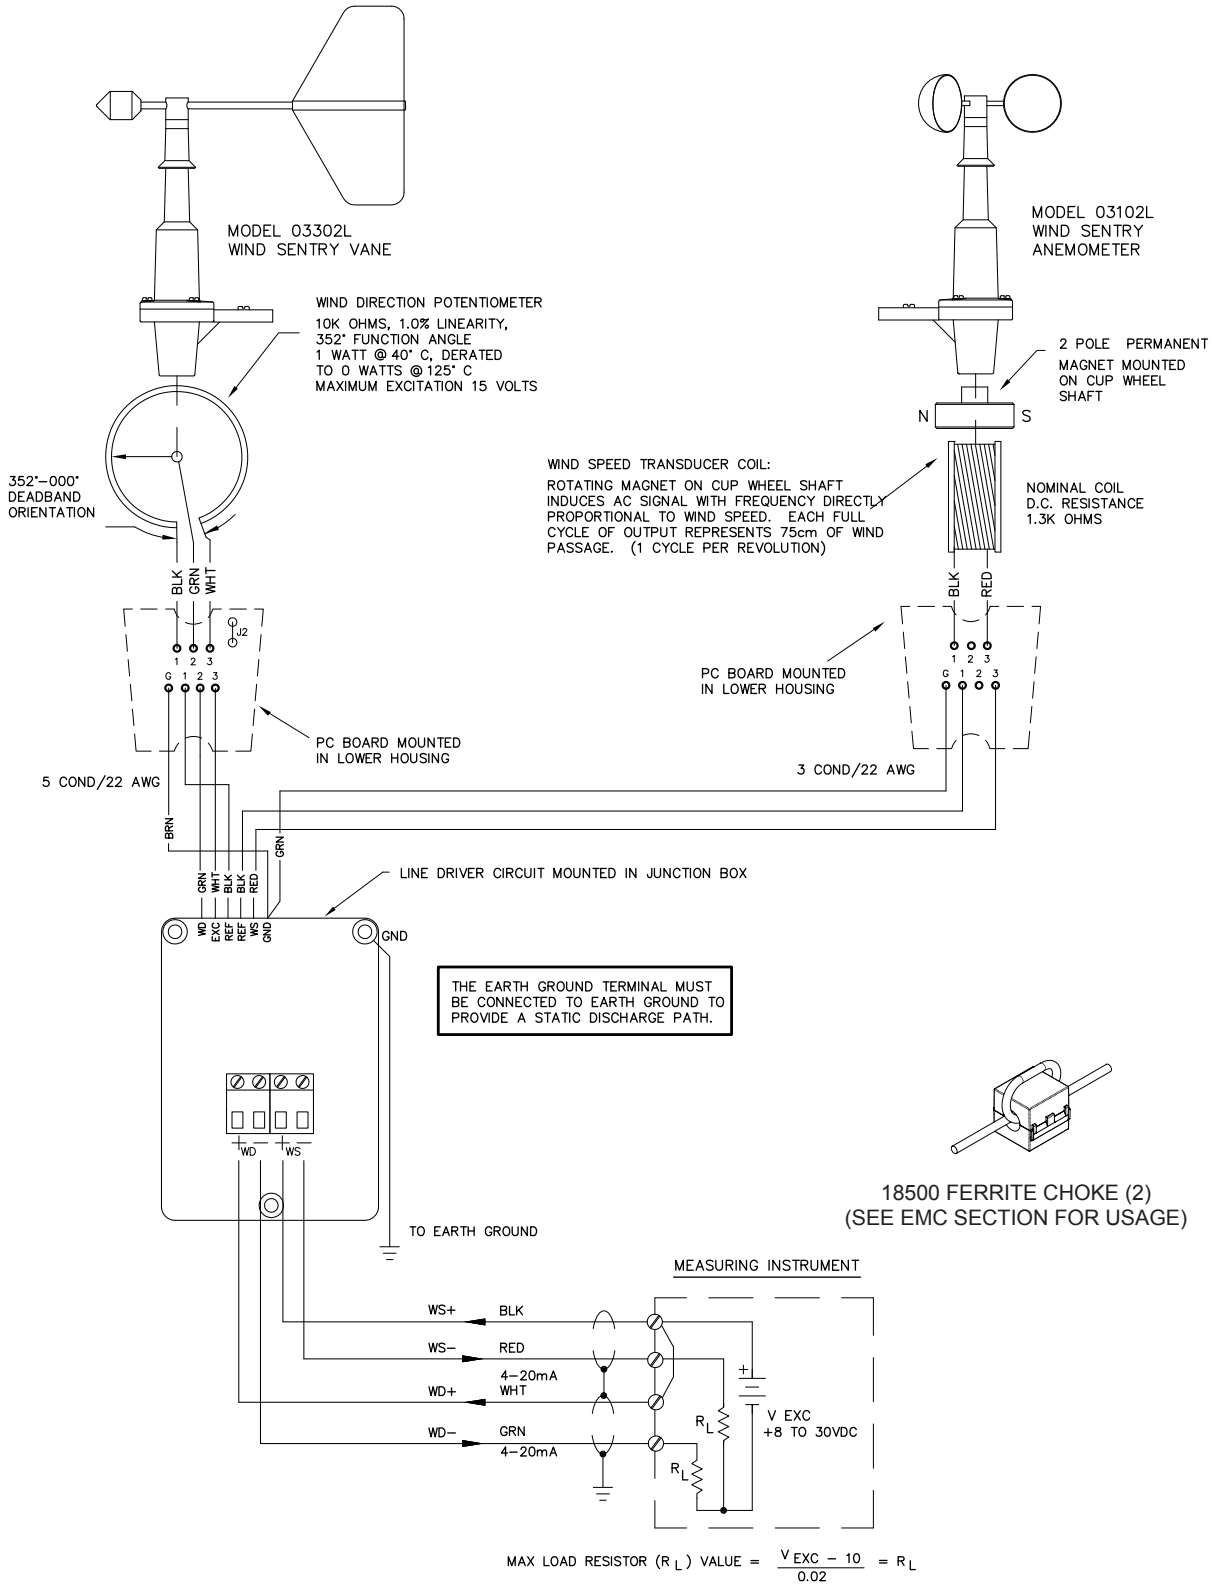 MODEL 03302L
WIND SENTRY VANE
MODEL 03102L
WIND SENTRY
ANEMOMETER
WIND DIRECTION POTENTIOMETER
10K OHMS, 1.0% LINEARITY,
352° FUNCTION ANGLE
1 WATT @ 40° C, DERATED
TO 0 WATTS @ 125° C
MAXIMUM EXCITATION 15 VOLTS
2 POLE PERMANENT
MAGNET MOUNTED
ON CUP WHEEL
SHAFT
N
S
352°-000°
DEADBAND
ORIENTATION
WIND SPEED TRANSDUCER COIL:
ROTATING MAGNET ON CUP WHEEL SHAFT
INDUCES AC SIGNAL WITH FREQUENCY DIRECTLY
PROPORTIONAL TO WIND SPEED. EACH FULL
CYCLE OF OUTPUT REPRESENTS 75cm OF WIND
PASSAGE. (1 CYCLE PER REVOLUTION)
NOMINAL COIL
D.C. RESISTANCE
1.3K OHMS
BLK
GRN
WHT
BLK
RED
J2
1 2 3
G 1 2 3
1 2 3
G 1 2 3
PC BOARD MOUNTED
IN LOWER HOUSING
PC BOARD MOUNTED
IN LOWER HOUSING
5 COND/22 AWG
3 COND/22 AWG
BRN
GRN
GRN
WHT
BLK
BLK
RED
LINE DRIVER CIRCUIT MOUNTED IN JUNCTION BOX
WD
EXC
REF
REF
WS
GND
GND
THE EARTH GROUND TERMINAL MUST
BE CONNECTED TO EARTH GROUND TO
PROVIDE A STATIC DISCHARGE PATH.
+ WD −
+ WS −
18500 FERRITE CHOKE (2)
(SEE EMC SECTION FOR USAGE)
TO EARTH GROUND
MEASURING INSTRUMENT
WS+ BLK
WS− RED
4−20mA
WD+ WHT
WD− GRN
4−20mA
+
V EXC
+8 TO 30VDC
RL
RL
MAX LOAD RESISTOR (RL) VALUE = V EXC − 10 / 0.02 = RL